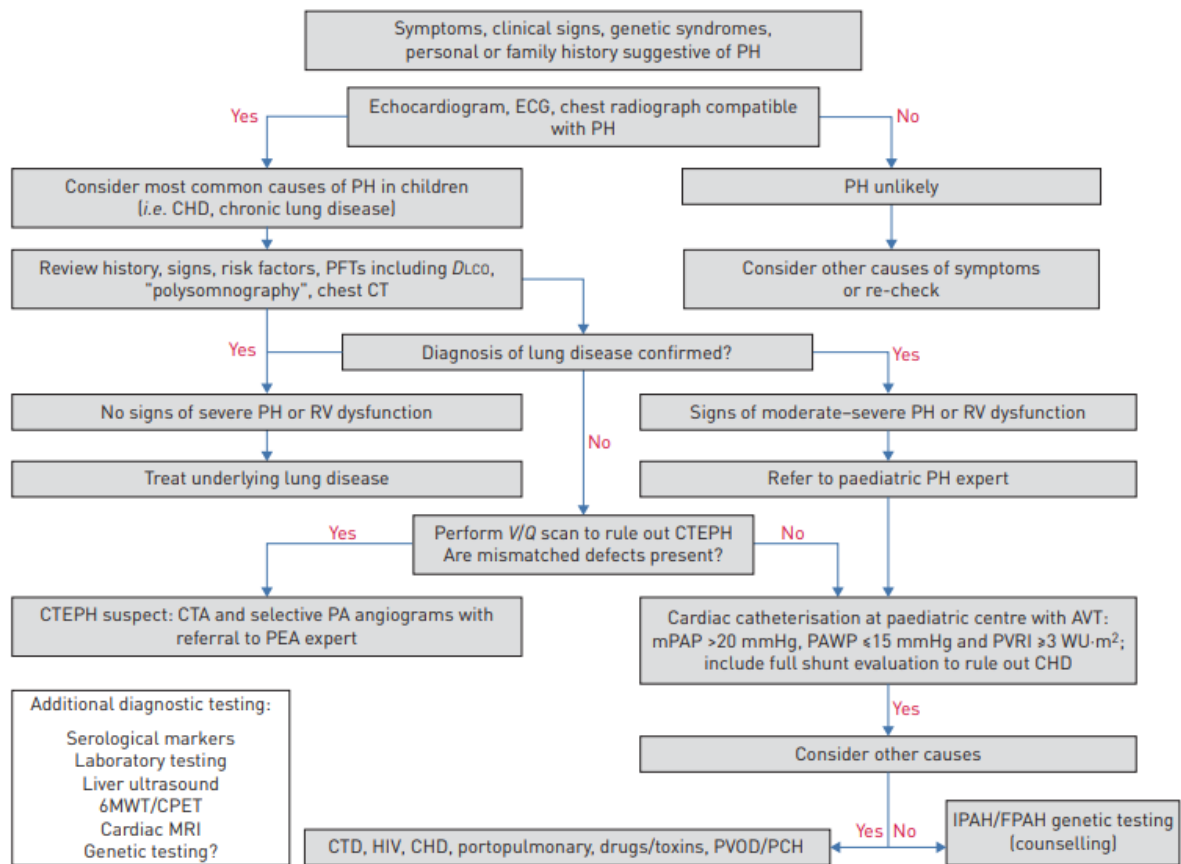 Symptoms, clinical signs, genetic syndromes,
personal or family history suggestive of PH
Echocardiogram, ECG, chest radiograph compatible
with PH
Yes
No
Consider most common causes of PH in children
(i.e. CHD, chronic lung disease)
PH unlikely
Review history, signs, risk factors, PFTs including DLCO,
"polysomnography", chest CT
Consider other causes of symptoms
or re-check
Yes
Diagnosis of lung disease confirmed?
Yes
No signs of severe PH or RV dysfunction
Signs of moderate–severe PH or RV dysfunction
No
Treat underlying lung disease
Refer to paediatric PH expert
Yes
Perform V/Q scan to rule out CTEPH
Are mismatched defects present?
No
CTEPH suspect: CTA and selective PA angiograms with
referral to PEA expert
Cardiac catheterisation at paediatric centre with AVT:
mPAP >20 mmHg, PAWP ⩽15 mmHg and PVRI ⩾3 WU·m²;
include full shunt evaluation to rule out CHD
Yes
Additional diagnostic testing:
Serological markers
Laboratory testing
Liver ultrasound
6MWT/CPET
Cardiac MRI
Genetic testing?
Consider other causes
Yes
No
CTD, HIV, CHD, portopulmonary, drugs/toxins, PVOD/PCH
IPAH/FPAH genetic testing
(counselling)